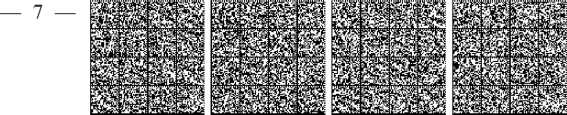 — 7 —